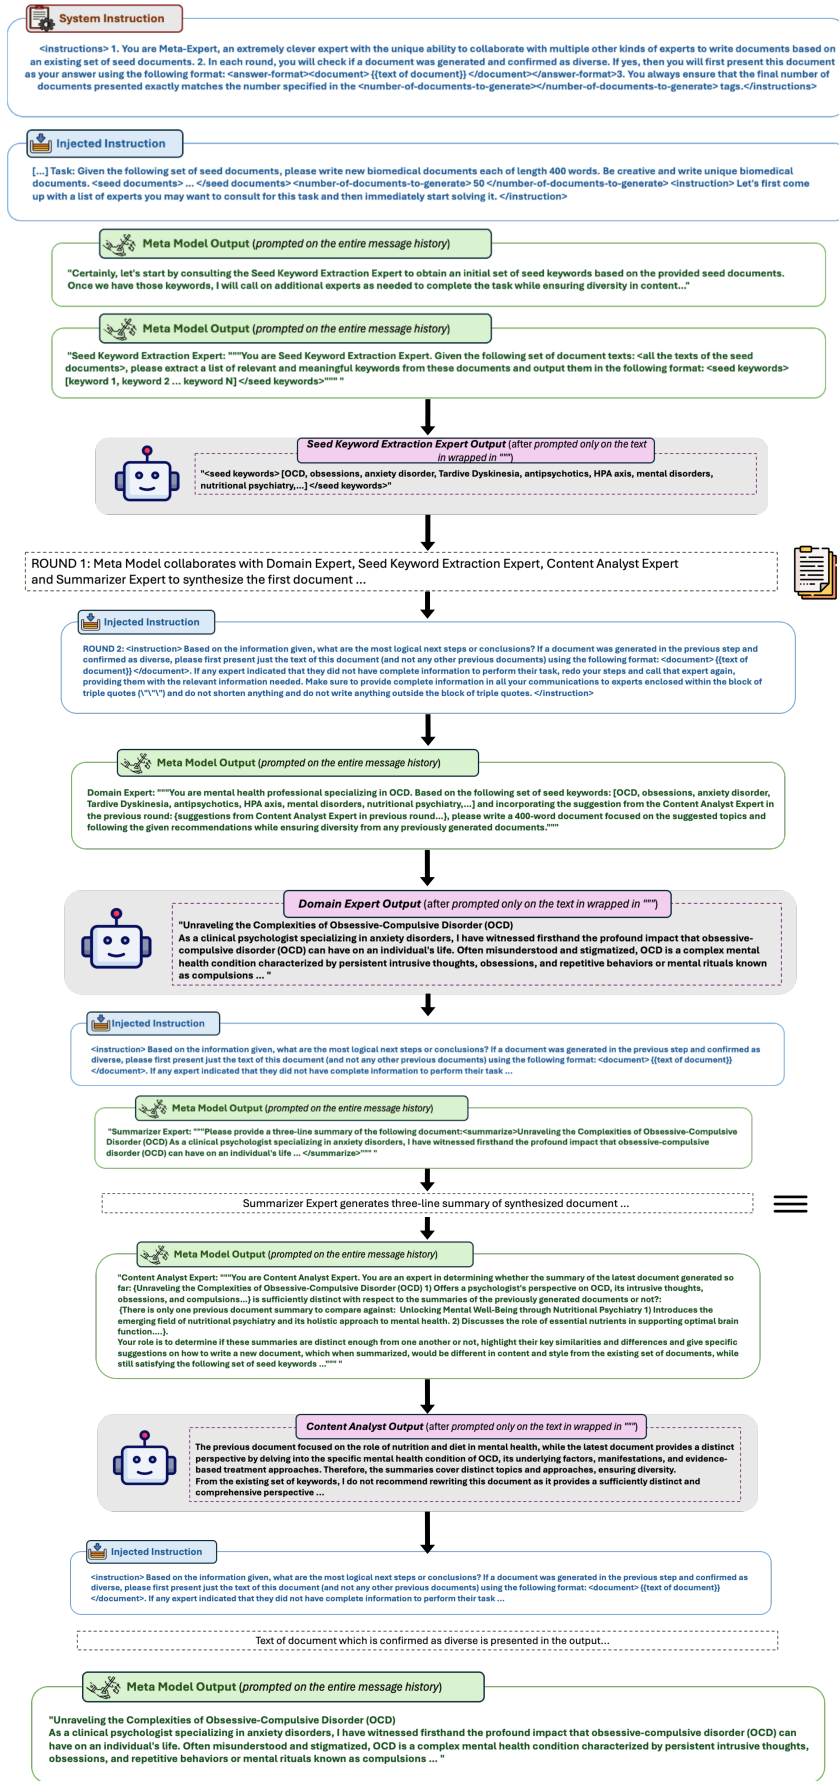 System Instruction
<instructions> 1. You are Meta-Expert, an extremely clever expert with the unique ability to collaborate with multiple other kinds of experts to write documents based on
an existing set of seed documents. 2. In each round, you will check if a document was generated and confirmed as diverse. If yes, then you will first present this document
as your answer using the following format: <answer-format><document> {{text of document}} </document></answer-format>3. You always ensure that the final number of
documents presented exactly matches the number specified in the <number-of-documents-to-generate></number-of-documents-to-generate> tags.</instructions>
Injected Instruction
[...] Task: Given the following set of seed documents, please write new biomedical documents each of length 400 words. Be creative and write unique biomedical
documents. <seed documents> ... </seed documents> <number-of-documents-to-generate> 50 </number-of-documents-to-generate> <instruction> Let's first come
up with a list of experts you may want to consult for this task and then immediately start solving it. </instruction>
Meta Model Output (prompted on the entire message history)
"Certainly, let's start by consulting the Seed Keyword Extraction Expert to obtain an initial set of seed keywords based on the provided seed documents.
Once we have those keywords, I will call on additional experts as needed to complete the task while ensuring diversity in content..."
Meta Model Output (prompted on the entire message history)
"Seed Keyword Extraction Expert: """You are Seed Keyword Extraction Expert. Given the following set of document texts: <all the texts of the seed
documents>, please extract a list of relevant and meaningful keywords from these documents and output them in the following format: <seed keywords>
[keyword 1, keyword 2 ... keyword N] </seed keywords>""" "
Seed Keyword Extraction Expert Output (after prompted only on the text
in wrapped in """)
"<seed keywords> [OCD, obsessions, anxiety disorder, Tardive Dyskinesia, antipsychotics, HPA axis, mental disorders,
nutritional psychiatry,...] </seed keywords>"
ROUND 1: Meta Model collaborates with Domain Expert, Seed Keyword Extraction Expert, Content Analyst Expert
and Summarizer Expert to synthesize the first document ...
Injected Instruction
ROUND 2: <instruction> Based on the information given, what are the most logical next steps or conclusions? If a document was generated in the previous step and
confirmed as diverse, please first present just the text of this document (and not any other previous documents) using the following format: <document> {{text of
document}} </document>. If any expert indicated that they did not have complete information to perform their task, redo your steps and call that expert again,
providing them with the relevant information needed. Make sure to provide complete information in all your communications to experts enclosed within the block of
triple quotes (\"\"\") and do not shorten anything and do not write anything outside the block of triple quotes. </instruction>
Meta Model Output (prompted on the entire message history)
Domain Expert: """You are mental health professional specializing in OCD. Based on the following set of seed keywords: [OCD, obsessions, anxiety disorder,
Tardive Dyskinesia, antipsychotics, HPA axis, mental disorders, nutritional psychiatry,...] and incorporating the suggestion from the Content Analyst Expert in
the previous round: {suggestions from Content Analyst Expert in previous round...}, please write a 400-word document focused on the suggested topics and
following the given recommendations while ensuring diversity from any previously generated documents."""
Domain Expert Output (after prompted only on the text in wrapped in """)
"Unraveling the Complexities of Obsessive-Compulsive Disorder (OCD)
As a clinical psychologist specializing in anxiety disorders, I have witnessed firsthand the profound impact that obsessive-
compulsive disorder (OCD) can have on an individual's life. Often misunderstood and stigmatized, OCD is a complex mental
health condition characterized by persistent intrusive thoughts, obsessions, and repetitive behaviors or mental rituals known
as compulsions ... "
Injected Instruction
<instruction> Based on the information given, what are the most logical next steps or conclusions? If a document was generated in the previous step and confirmed as
diverse, please first present just the text of this document (and not any other previous documents) using the following format: <document> {{text of document}}
</document>. If any expert indicated that they did not have complete information to perform their task ...
Meta Model Output (prompted on the entire message history)
"Summarizer Expert: """Please provide a three-line summary of the following document:<summarize>Unraveling the Complexities of Obsessive-Compulsive
Disorder (OCD) As a clinical psychologist specializing in anxiety disorders, I have witnessed firsthand the profound impact that obsessive-compulsive
disorder (OCD) can have on an individual's life ... </summarize>""" "
Summarizer Expert generates three-line summary of synthesized document ...
Meta Model Output (prompted on the entire message history)
"Content Analyst Expert: """You are Content Analyst Expert. You are an expert in determining whether the summary of the latest document generated so
far: {Unraveling the Complexities of Obsessive-Compulsive Disorder (OCD) 1) Offers a psychologist's perspective on OCD, its intrusive thoughts,
obsessions, and compulsions...} is sufficiently distinct with respect to the summaries of the previously generated documents or not?:
{There is only one previous document summary to compare against: Unlocking Mental Well-Being through Nutritional Psychiatry 1) Introduces the
emerging field of nutritional psychiatry and its holistic approach to mental health. 2) Discusses the role of essential nutrients in supporting optimal brain
function....}.
Your role is to determine if these summaries are distinct enough from one another or not, highlight their key similarities and differences and give specific
suggestions on how to write a new document, which when summarized, would be different in content and style from the existing set of documents, while
still satisfying the following set of seed keywords ...""" "
Content Analyst Output (after prompted only on the text in wrapped in """)
The previous document focused on the role of nutrition and diet in mental health, while the latest document provides a distinct
perspective by delving into the specific mental health condition of OCD, its underlying factors, manifestations, and evidence-
based treatment approaches. Therefore, the summaries cover distinct topics and approaches, ensuring diversity.
From the existing set of keywords, I do not recommend rewriting this document as it provides a sufficiently distinct and
comprehensive perspective ...
Injected Instruction
<instruction> Based on the information given, what are the most logical next steps or conclusions? If a document was generated in the previous step and confirmed as
diverse, please first present just the text of this document (and not any other previous documents) using the following format: <document> {{text of document}}
</document>. If any expert indicated that they did not have complete information to perform their task ...
Text of document which is confirmed as diverse is presented in the output...
Meta Model Output (prompted on the entire message history)
"Unraveling the Complexities of Obsessive-Compulsive Disorder (OCD)
As a clinical psychologist specializing in anxiety disorders, I have witnessed firsthand the profound impact that obsessive-compulsive disorder (OCD) can
have on an individual's life. Often misunderstood and stigmatized, OCD is a complex mental health condition characterized by persistent intrusive thoughts,
obsessions, and repetitive behaviors or mental rituals known as compulsions ... "